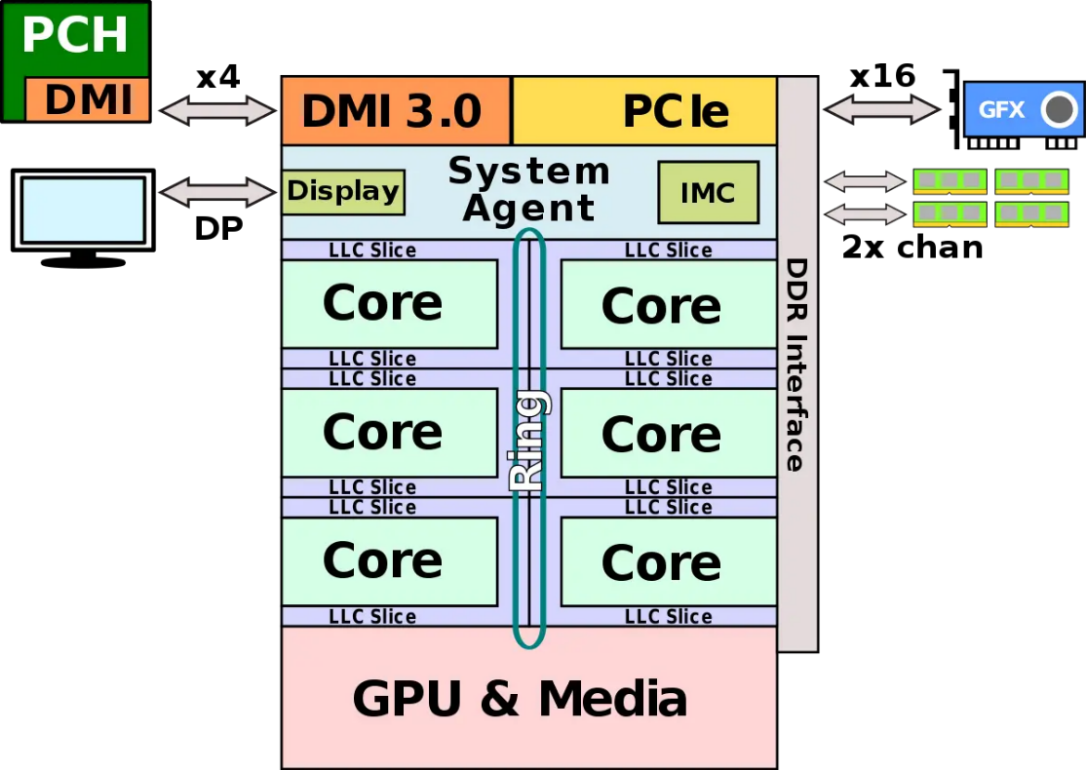 PCH
DMI
x4
DMI 3.0
PCIe
x16
GFX
Display
System
Agent
IMC
DP
2x chan
LLC Slice
LLC Slice
Core
Core
LLC Slice
LLC Slice
LLC Slice
LLC Slice
Core
Core
LLC Slice
LLC Slice
LLC Slice
LLC Slice
Core
Core
LLC Slice
LLC Slice
Ring
DDR Interface
GPU & Media